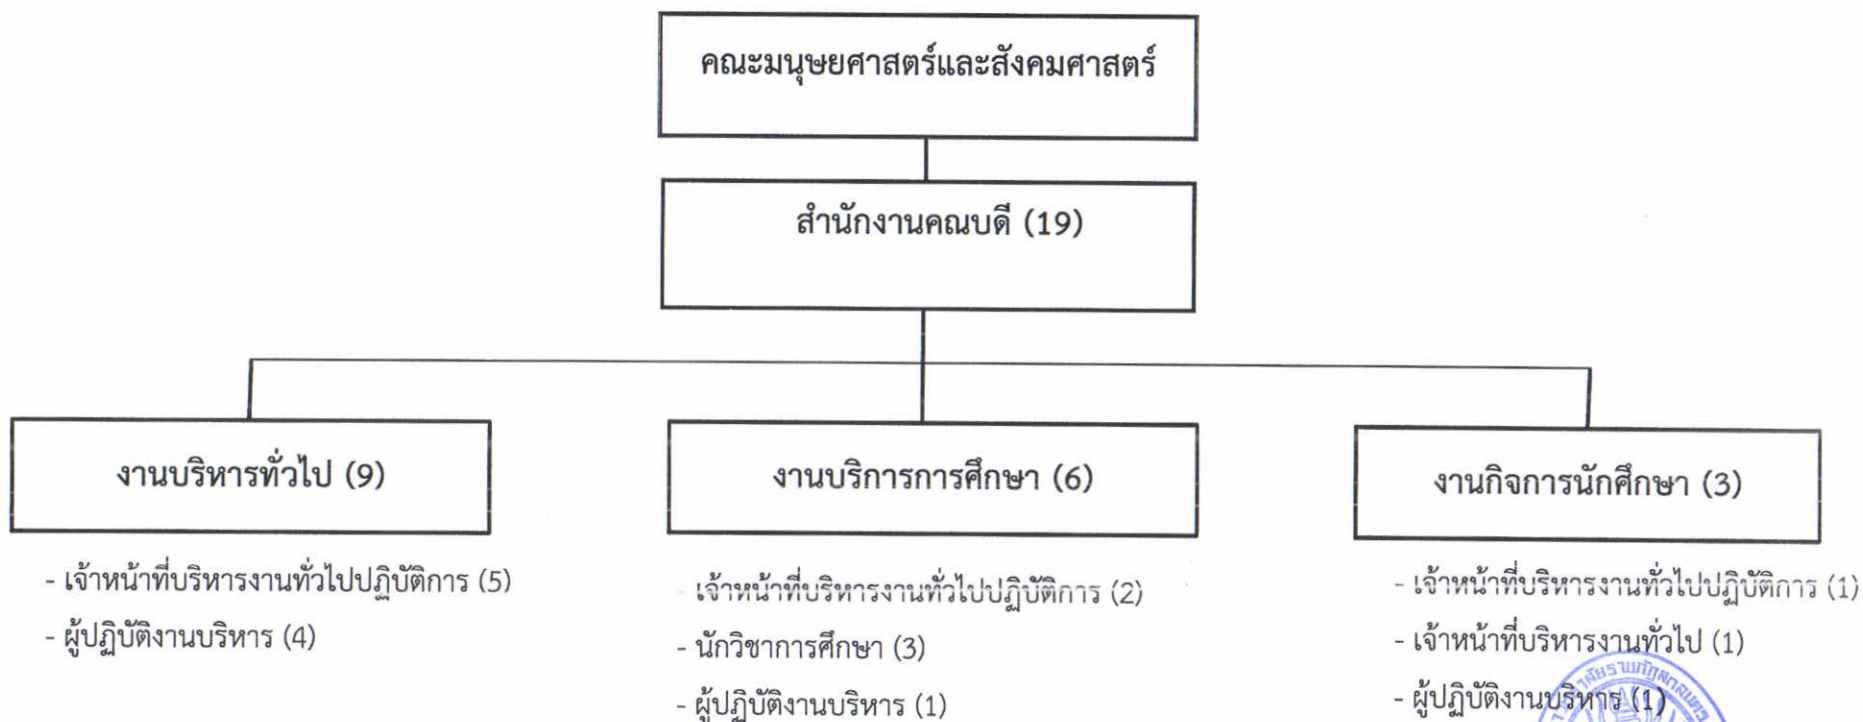 คณะมนุษยศาสตร์และสังคมศาสตร์
สำนักงานคณบดี (19)
งานบริหารทั่วไป (9)
- เจ้าหน้าที่บริหารงานทั่วไปปฏิบัติการ (5)
- ผู้ปฏิบัติงานบริหาร (4)
งานบริการการศึกษา (6)
- เจ้าหน้าที่บริหารงานทั่วไปปฏิบัติการ (2)
- นักวิชาการศึกษา (3)
- ผู้ปฏิบัติงานบริหาร (1)
งานกิจการนักศึกษา (3)
- เจ้าหน้าที่บริหารงานทั่วไปปฏิบัติการ (1)
- เจ้าหน้าที่บริหารงานทั่วไป (1)
- ผู้ปฏิบัติงานบริหาร (1)